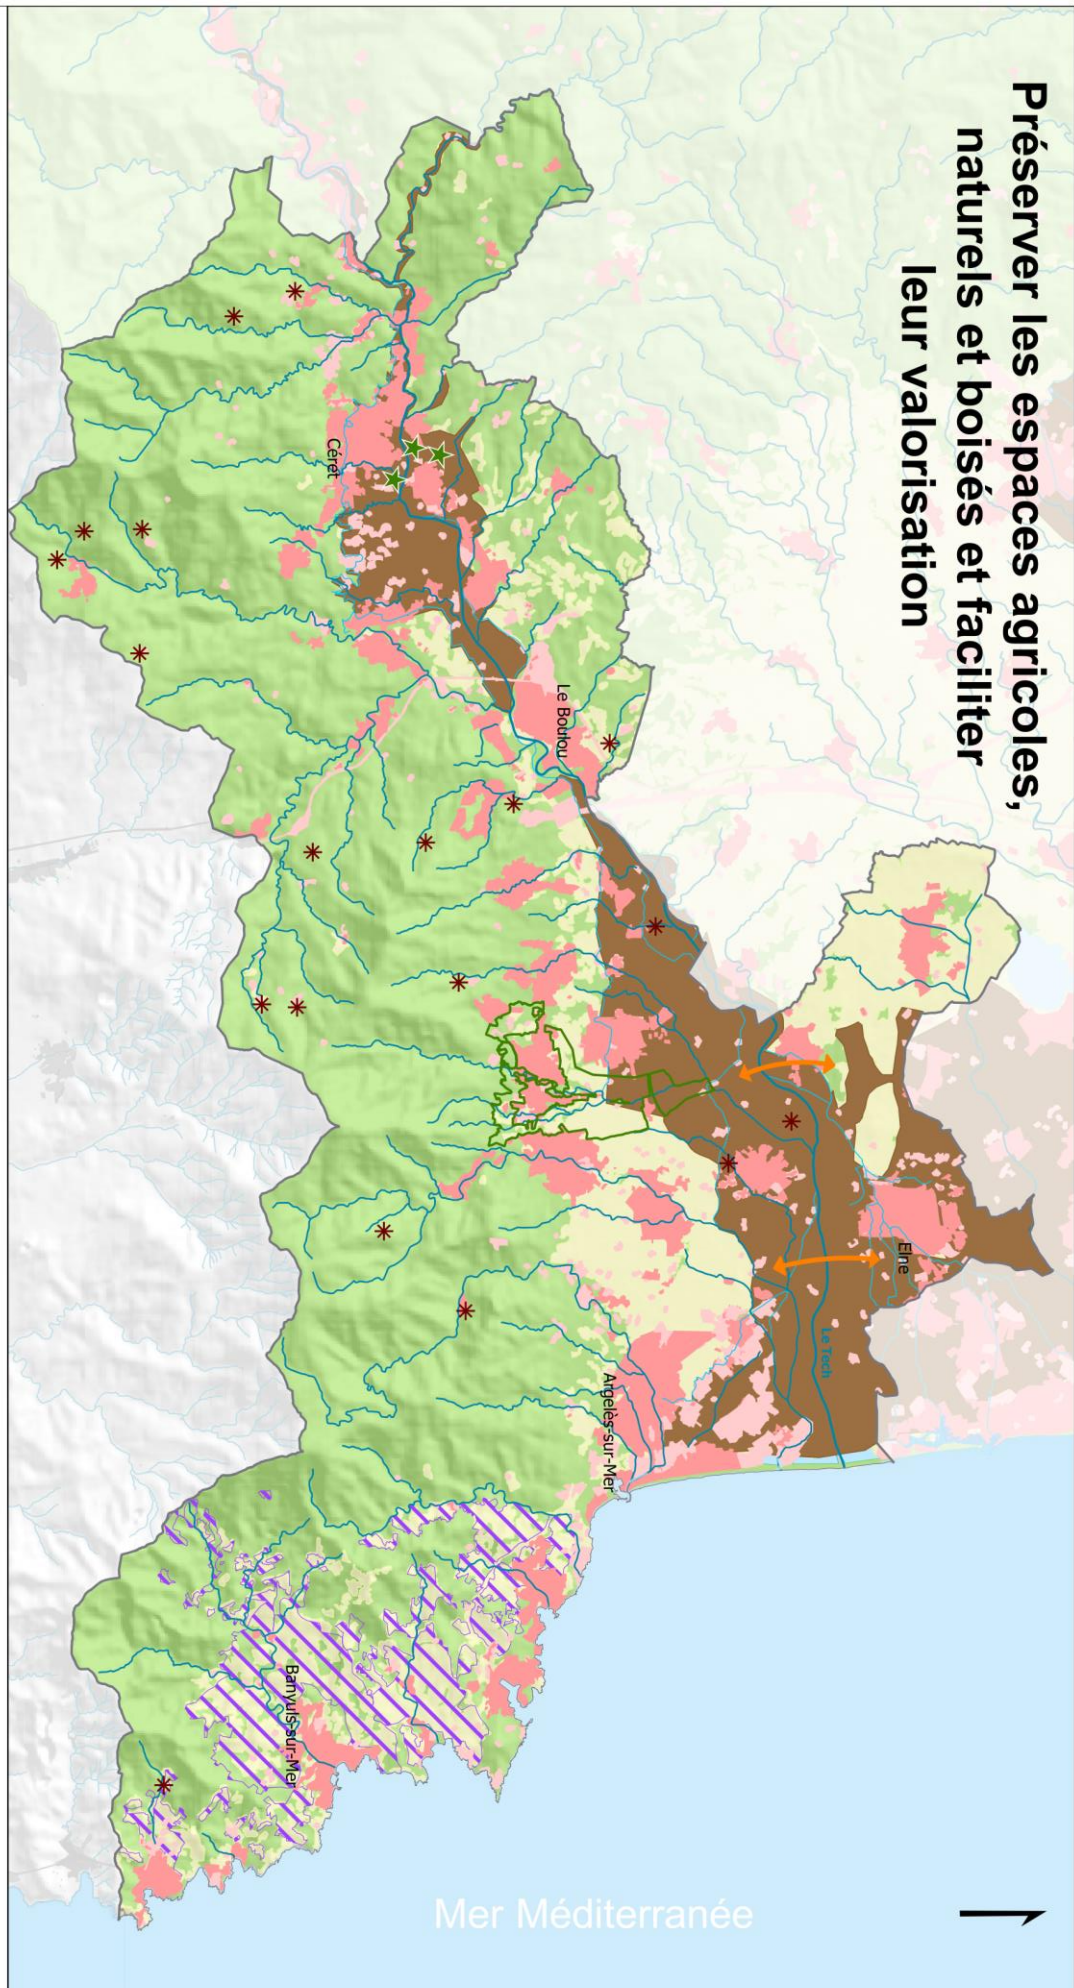 Préserver les espaces agricoles,
naturels et boisés et faciliter
leur valorisation
Elne
Le Tech
Argelès-sur-Mer
Le Boulou
Céret
Banyuls-sur-Mer
Mer Méditerranée